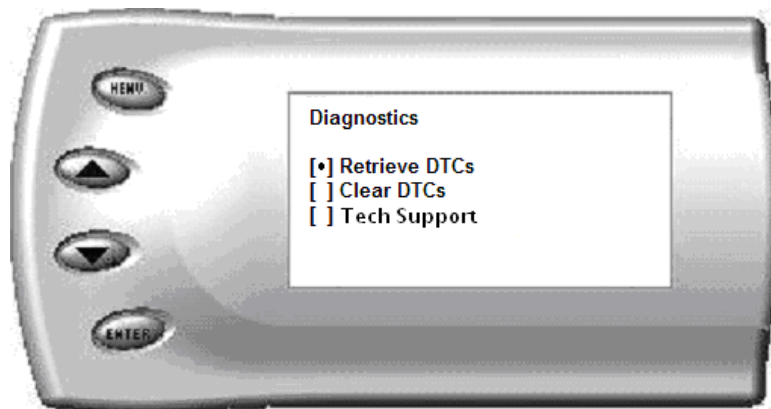 MENU
Diagnostics
[•] Retrieve DTCs
[ ] Clear DTCs
[ ] Tech Support
ENTER